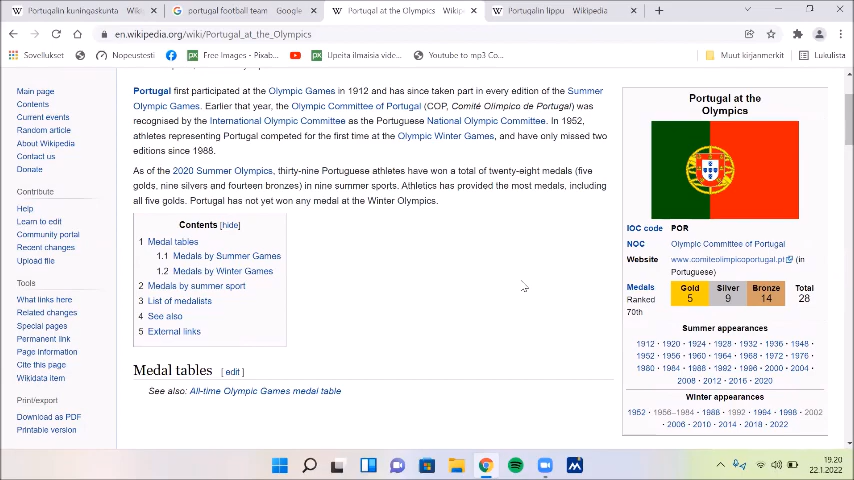 Portugalin kuningaskunta - Wikip
portugal football team - Google
Portugal at the Olympics - Wikip
Portugalin lippu – Wikipedia
en.wikipedia.org/wiki/Portugal_at_the_Olympics
Sovellukset
Nopeustesti
Free Images - Pixab...
Upeita ilmaisia video...
Youtube to mp3 Co...
Muut kirjanmerkit
Lukulista
Main page
Contents
Current events
Random article
About Wikipedia
Contact us
Donate
Contribute
Help
Learn to edit
Community portal
Recent changes
Upload file
Tools
What links here
Related changes
Special pages
Permanent link
Page information
Cite this page
Wikidata item
Print/export
Download as PDF
Printable version
Portugal first participated at the Olympic Games in 1912 and has since taken part in every edition of the Summer
Olympic Games. Earlier that year, the Olympic Committee of Portugal (COP, Comité Olímpico de Portugal) was
recognised by the International Olympic Committee as the Portuguese National Olympic Committee. In 1952,
athletes representing Portugal competed for the first time at the Olympic Winter Games, and have only missed two
editions since 1988.
As of the 2020 Summer Olympics, thirty-nine Portuguese athletes have won a total of twenty-eight medals (five
golds, nine silvers and fourteen bronzes) in nine summer sports. Athletics has provided the most medals, including
all five golds. Portugal has not yet won any medal at the Winter Olympics.
Contents [hide]
1 Medal tables
1.1 Medals by Summer Games
1.2 Medals by Winter Games
2 Medals by summer sport
3 List of medalists
4 See also
5 External links
Medal tables [ edit ]
See also: All-time Olympic Games medal table
Portugal at the
Olympics
IOC code POR
NOC Olympic Committee of Portugal
Website www.comiteolimpicoportugal.pt (in
Portuguese)
Medals Gold Silver Bronze Total
Ranked 5 9 14 28
70th
Summer appearances
1912 · 1920 · 1924 · 1928 · 1932 · 1936 · 1948 ·
1952 · 1956 · 1960 · 1964 · 1968 · 1972 · 1976 ·
1980 · 1984 · 1988 · 1992 · 1996 · 2000 · 2004 ·
2008 · 2012 · 2016 · 2020
Winter appearances
1952 · 1956–1984 · 1988 · 1992 · 1994 · 1998 · 2002
· 2006 · 2010 · 2014 · 2018 · 2022
19.20
22.1.2022